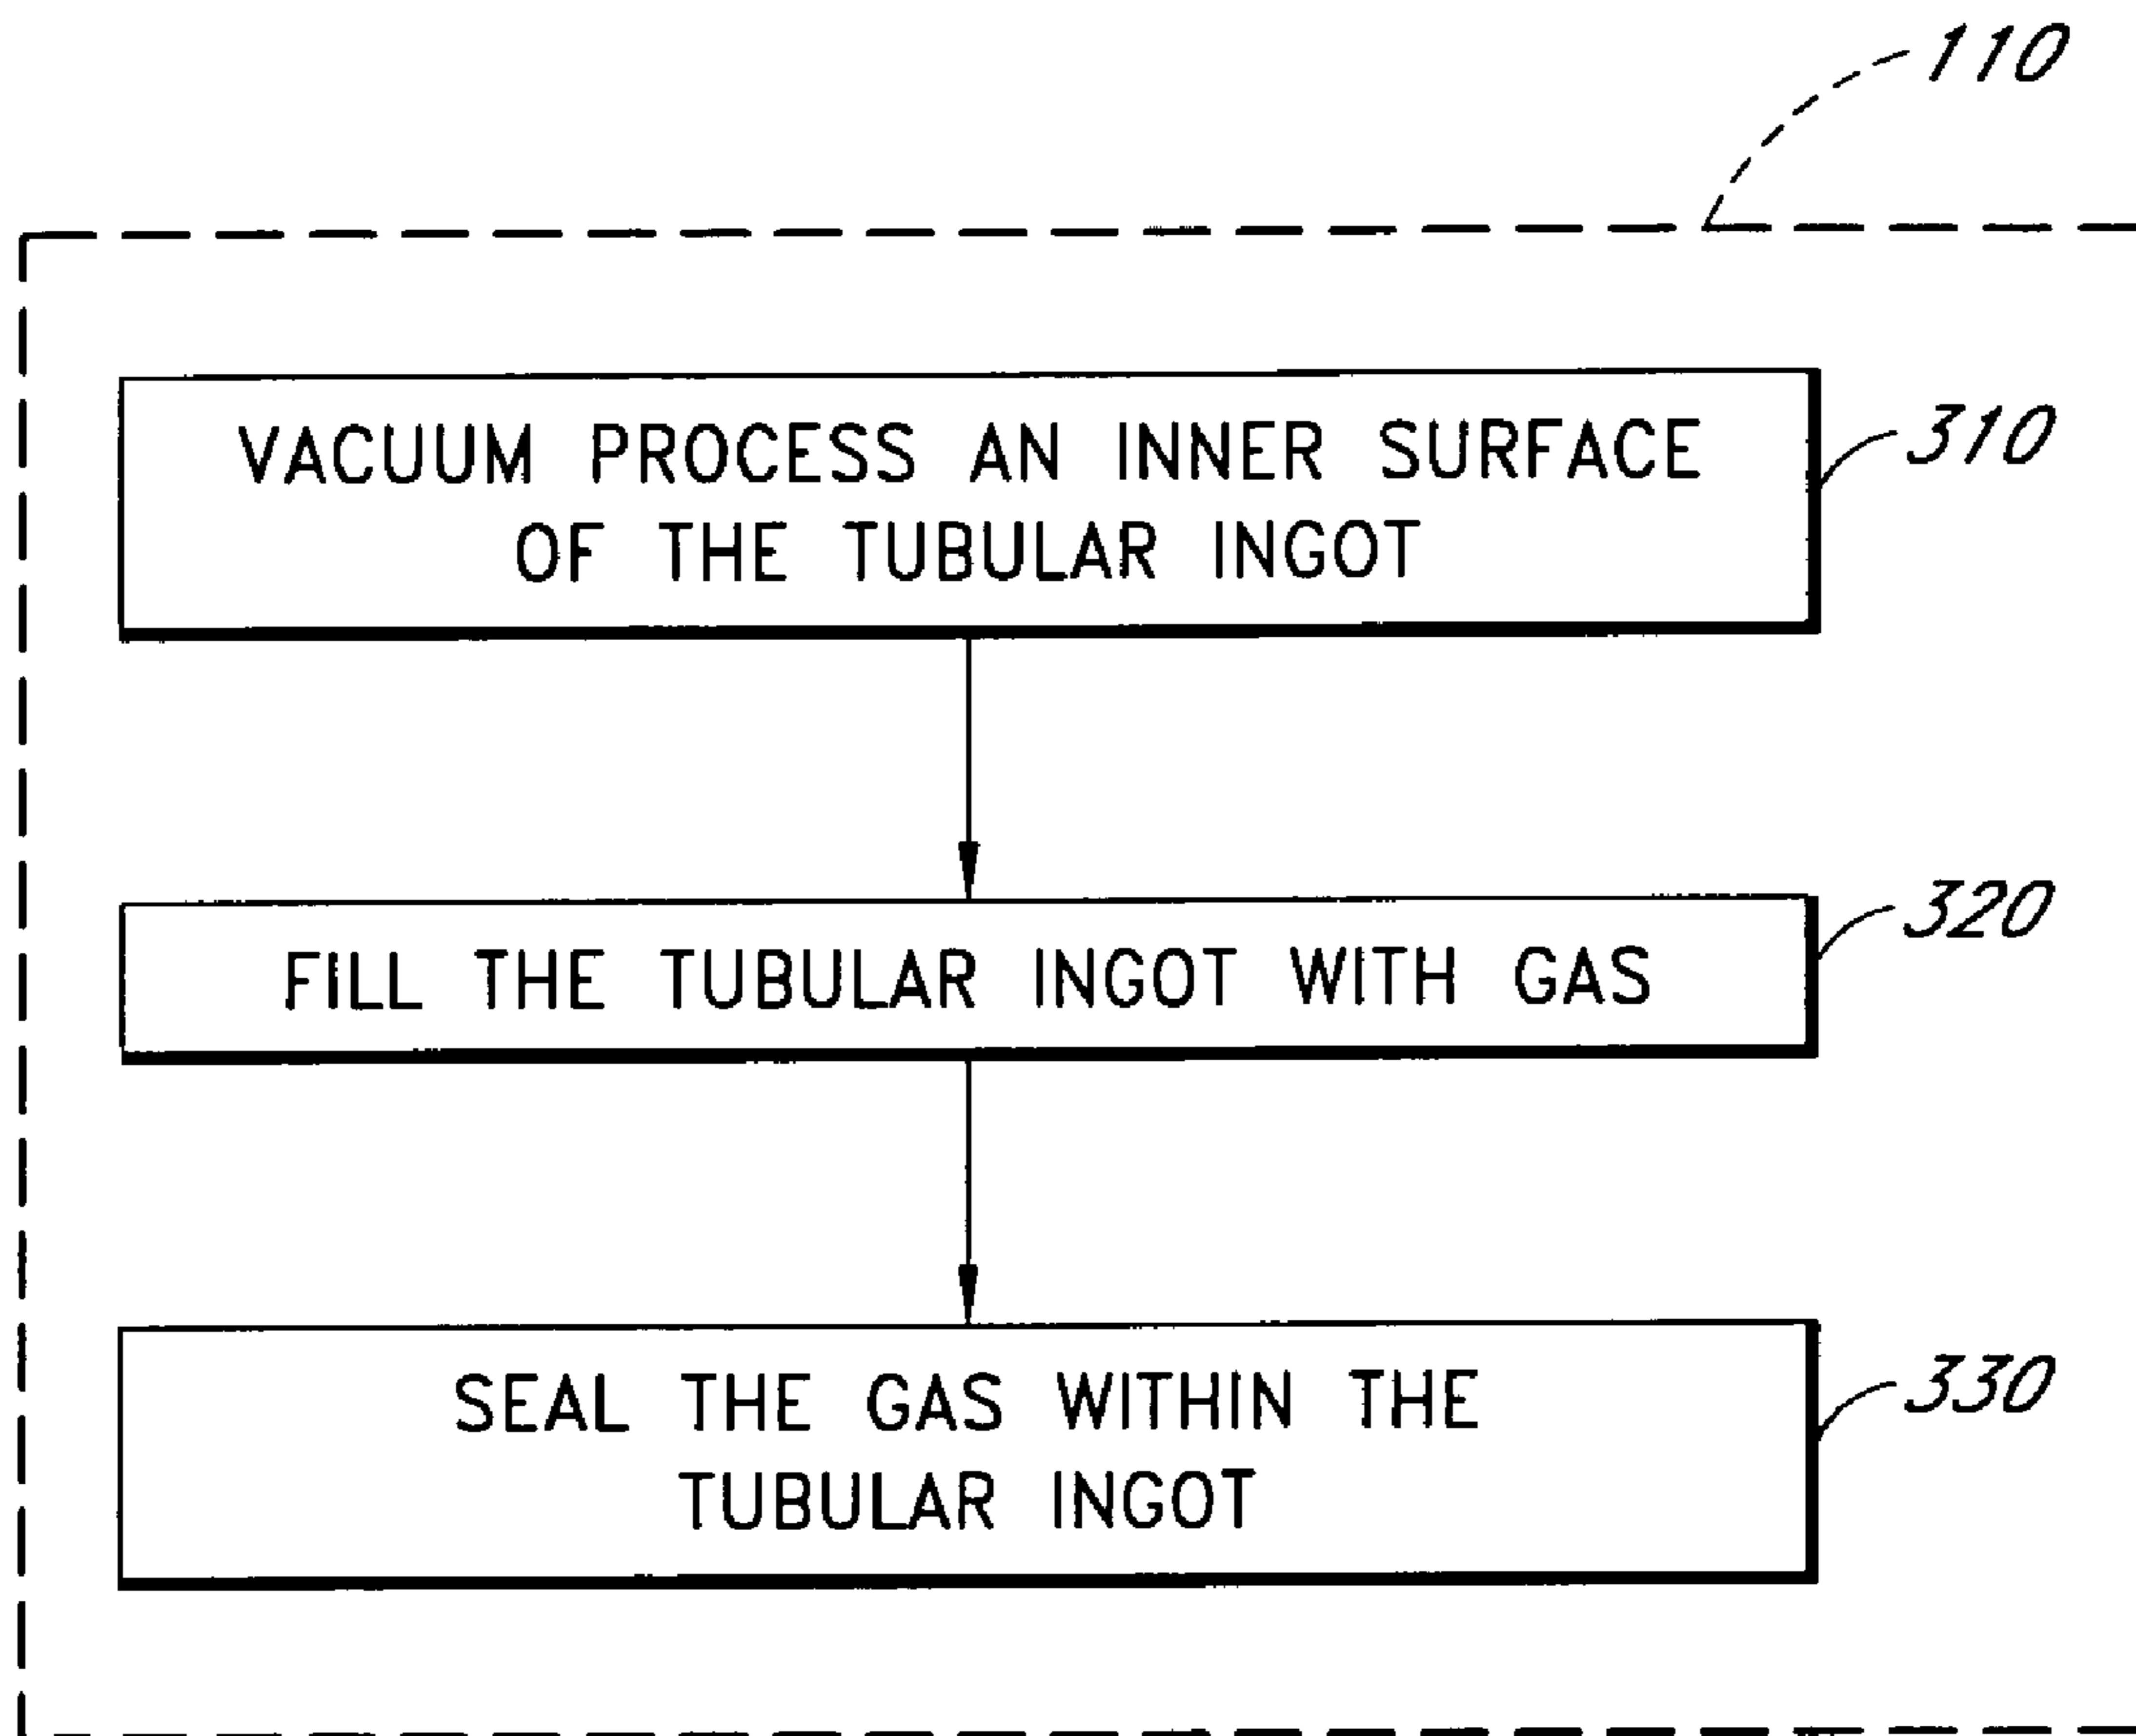 110
VACUUM PROCESS AN INNER SURFACE
310
OF THE TUBULAR INGOT
FILL THE TUBULAR INGOT WITH GAS
320
SEAL THE GAS WITHIN THE
330
TUBULAR INGOT